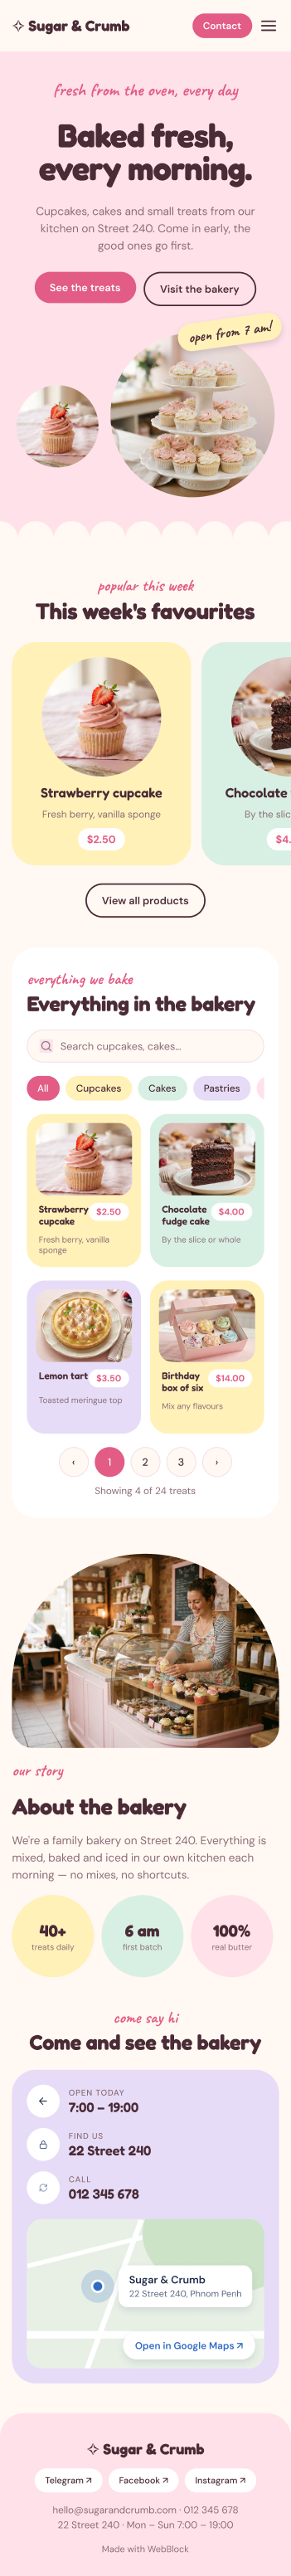 Sugar & Crumb
Contact
fresh from the oven, every day
Baked fresh,
every morning.
Cupcakes, cakes and small treats from our
kitchen on Street 240. Come in early, the
good ones go first.
See the treats
Visit the bakery
open from 7 am!
popular this week
This week's favourites
Strawberry cupcake
Fresh berry, vanilla sponge
$2.50
Chocolate
By the slic
$4.
View all products
everything we bake
Everything in the bakery
Search cupcakes, cakes...
All
Cupcakes
Cakes
Pastries
Strawberry
cupcake
$2.50
Fresh berry, vanilla
sponge
Chocolate
fudge cake
$4.00
By the slice or whole
Lemon tart
$3.50
Toasted meringue top
Birthday
box of six
$14.00
Mix any flavours
‹ 1 2 3 ›
Showing 4 of 24 treats
our story
About the bakery
We're a family bakery on Street 240. Everything is
mixed, baked and iced in our own kitchen each
morning — no mixes, no shortcuts.
40+
treats daily
6 am
first batch
100%
real butter
come say hi
Come and see the bakery
OPEN TODAY
7:00 – 19:00
FIND US
22 Street 240
CALL
012 345 678
Sugar & Crumb
22 Street 240, Phnom Penh
Open in Google Maps ↗
Sugar & Crumb
Telegram ↗
Facebook ↗
Instagram ↗
hello@sugarandcrumb.com · 012 345 678
22 Street 240 · Mon – Sun 7:00 – 19:00
Made with WebBlock